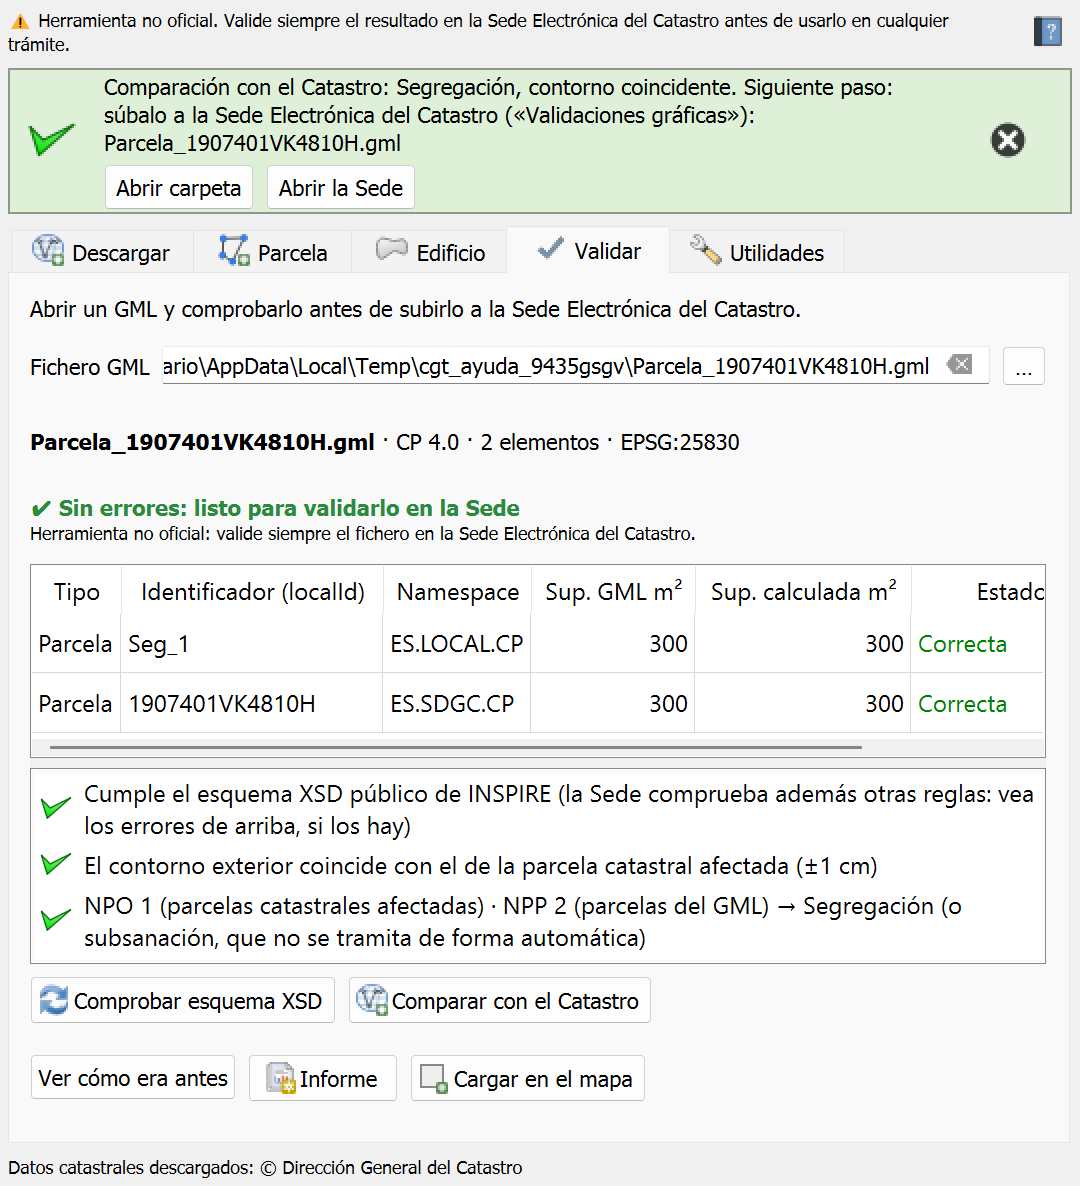 Herramienta no oficial. Valide siempre el resultado en la Sede Electrónica del Catastro antes de usarlo en cualquier
trámite.
Comparación con el Catastro: Segregación, contorno coincidente. Siguiente paso:
súbalo a la Sede Electrónica del Catastro («Validaciones gráficas»):
Parcela_1907401VK4810H.gml
Abrir carpeta Abrir la Sede
Descargar Parcela Edificio Validar Utilidades
Abrir un GML y comprobarlo antes de subirlo a la Sede Electrónica del Catastro.
Fichero GML ario\AppData\Local\Temp\cgt_ayuda_9435gsgv\Parcela_1907401VK4810H.gml ...
Parcela_1907401VK4810H.gml · CP 4.0 · 2 elementos · EPSG:25830
✔ Sin errores: listo para validarlo en la Sede
Herramienta no oficial: valide siempre el fichero en la Sede Electrónica del Catastro.
Tipo Identificador (localId) Namespace Sup. GML m² Sup. calculada m² Estado
Parcela Seg_1 ES.LOCAL.CP 300 300 Correcta
Parcela 1907401VK4810H ES.SDGC.CP 300 300 Correcta
Cumple el esquema XSD público de INSPIRE (la Sede comprueba además otras reglas: vea
los errores de arriba, si los hay)
El contorno exterior coincide con el de la parcela catastral afectada (±1 cm)
NPO 1 (parcelas catastrales afectadas) · NPP 2 (parcelas del GML) → Segregación (o
subsanación, que no se tramita de forma automática)
Comprobar esquema XSD Comparar con el Catastro
Ver cómo era antes Informe Cargar en el mapa
Datos catastrales descargados: © Dirección General del Catastro